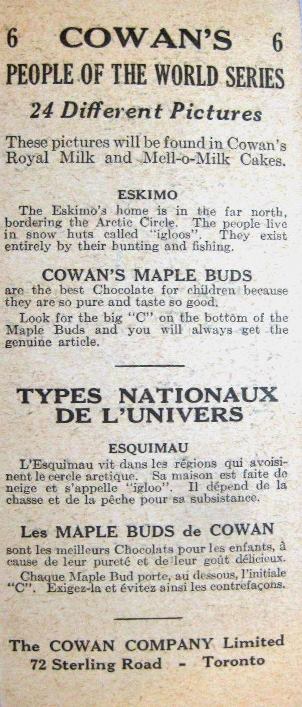 6 COWAN'S 6
PEOPLE OF THE WORLD SERIES
24 Different Pictures
These pictures will be found in Cowan's
Royal Milk and Mell-o-Milk Cakes.
ESKIMO
The Eskimo's home is in the far north,
bordering the Arctic Circle. The people live
in snow huts called "igloos". They exist
entirely by their hunting and fishing.
COWAN'S MAPLE BUDS
are the best Chocolate for children because
they are so pure and taste so good.
Look for the big "C" on the bottom of the
Maple Buds and you will always get the
genuine article.
TYPES NATIONAUX
DE L'UNIVERS
ESQUIMAU
L'Esquimau vit dans les régions qui avoisi-
nent le cercle arctique. Sa maison est faite de
neige et s'appelle "igloo". Il dépend de la
chasse et de la pêche pour sa subsistance.
Les MAPLE BUDS de COWAN
sont les meilleurs Chocolats pour les enfants, à
cause de leur pureté et de leur goût délicieux.
Chaque Maple Bud porte, au dessous, l'initiale
"C". Exigez-la et évitez ainsi les contrefaçons.
The COWAN COMPANY Limited
72 Sterling Road - Toronto